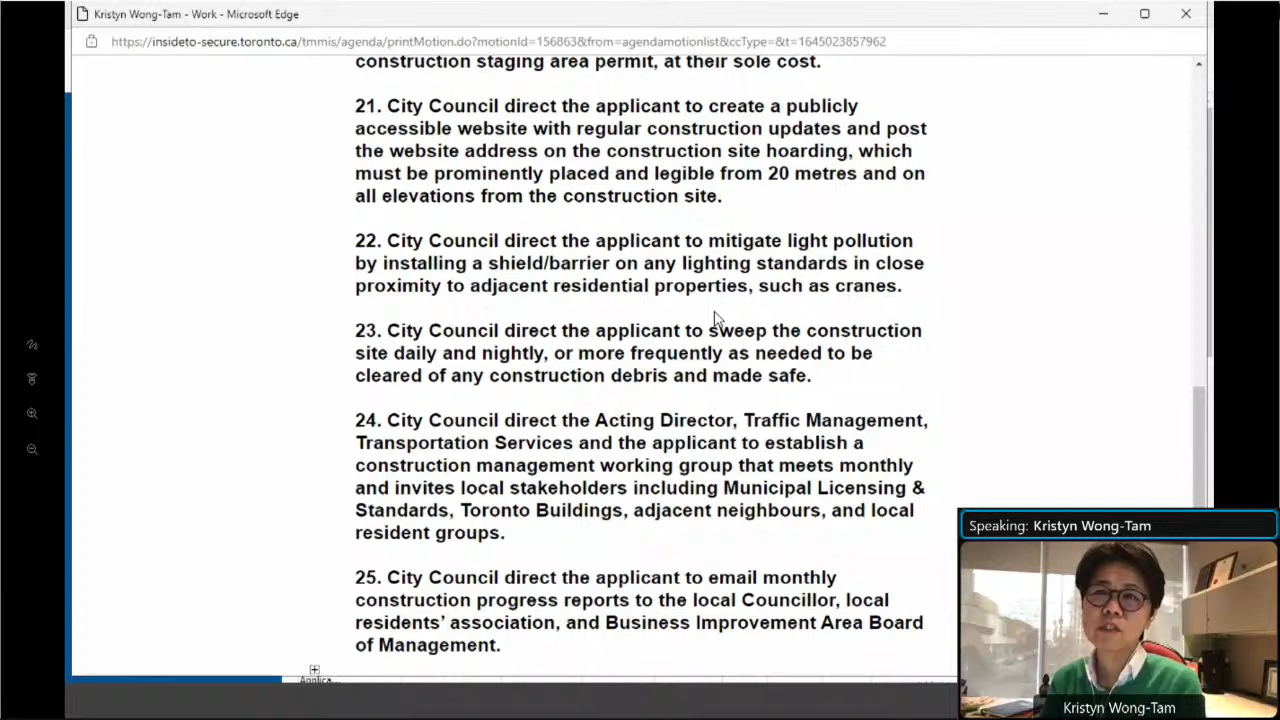 Kristyn Wong-Tam - Work - Microsoft Edge
https://insideto-secure.toronto.ca/tmmis/agenda/printMotion.do?motionId=156863&from=agendamotionlist&ccType=&t=1645023857962
construction staging area permit, at their sole cost.
21. City Council direct the applicant to create a publicly
accessible website with regular construction updates and post
the website address on the construction site hoarding, which
must be prominently placed and legible from 20 metres and on
all elevations from the construction site.
22. City Council direct the applicant to mitigate light pollution
by installing a shield/barrier on any lighting standards in close
proximity to adjacent residential properties, such as cranes.
23. City Council direct the applicant to sweep the construction
site daily and nightly, or more frequently as needed to be
cleared of any construction debris and made safe.
24. City Council direct the Acting Director, Traffic Management,
Transportation Services and the applicant to establish a
construction management working group that meets monthly
and invites local stakeholders including Municipal Licensing &
Standards, Toronto Buildings, adjacent neighbours, and local
resident groups.
25. City Council direct the applicant to email monthly
construction progress reports to the local Councillor, local
residents' association, and Business Improvement Area Board
of Management.
Applica...
Speaking: Kristyn Wong-Tam
Kristyn Wong-Tam